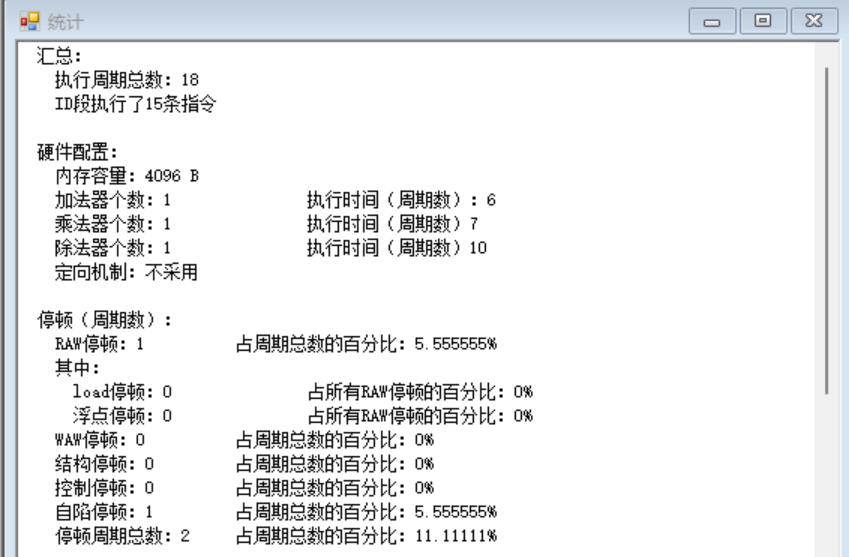 统计
汇总：
执行周期总数：18
ID段执行了15条指令
硬件配置：
内存容量：4096 B
加法器个数：1 执行时间（周期数）：6
乘法器个数：1 执行时间（周期数）7
除法器个数：1 执行时间（周期数）10
定向机制：不采用
停顿（周期数）：
RAW停顿：1 占周期总数的百分比：5.555555%
其中：
load停顿：0 占所有RAW停顿的百分比：0%
浮点停顿：0 占所有RAW停顿的百分比：0%
WAW停顿：0 占周期总数的百分比：0%
结构停顿：0 占周期总数的百分比：0%
控制停顿：0 占周期总数的百分比：0%
自陷停顿：1 占周期总数的百分比：5.555555%
停顿周期总数：2 占周期总数的百分比：11.11111%